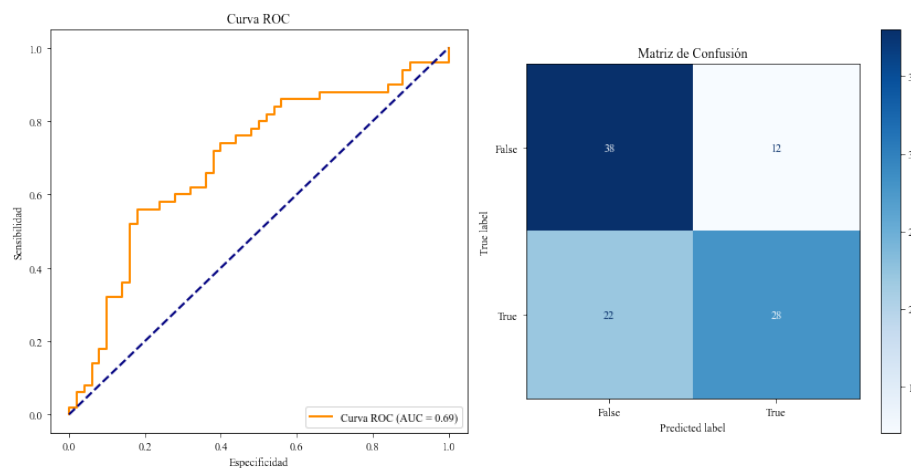 Curva ROC
1.0
0.8
0.6
0.4
0.2
0.0
Sensibilidad
0.0
0.2
0.4
0.6
0.8
1.0
Especificidad
Curva ROC (AUC = 0.69)
Matriz de Confusión
False
True
True label
38
12
22
28
False
True
Predicted label